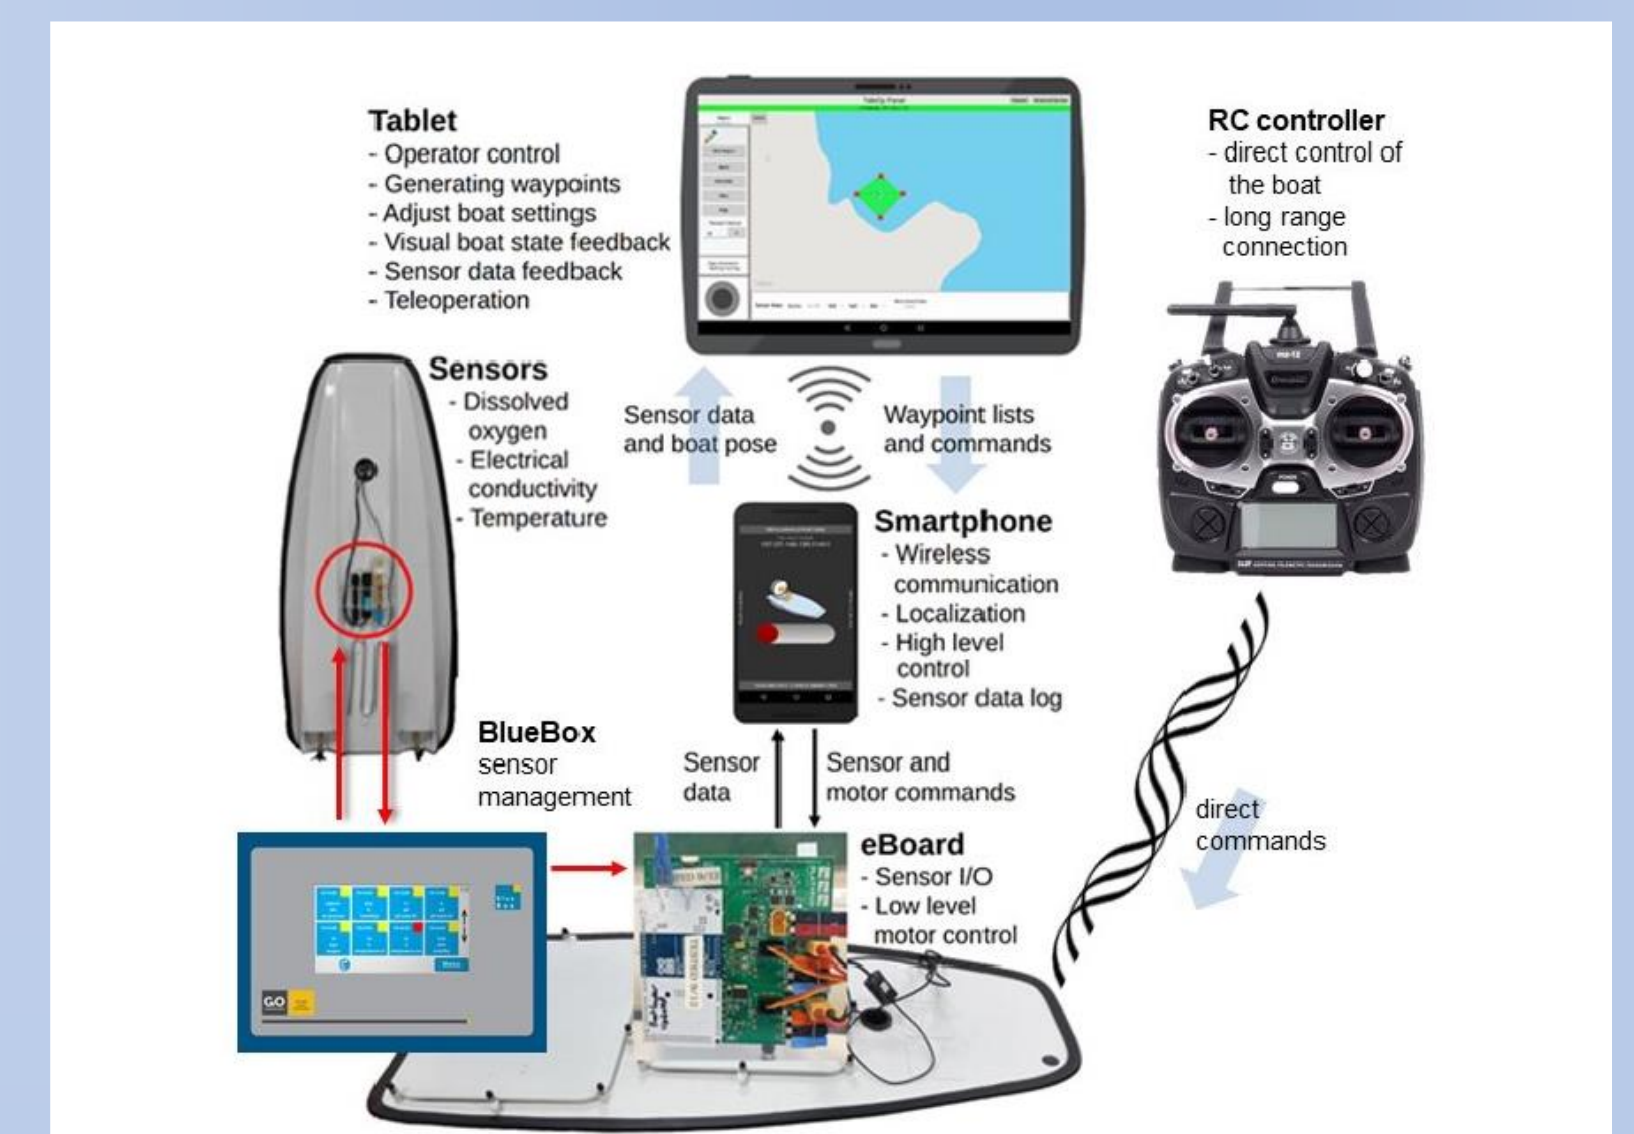 Tablet
- Operator control
- Generating waypoints
- Adjust boat settings
- Visual boat state feedback
- Sensor data feedback
- Teleoperation
RC controller
- direct control of
the boat
- long range
connection
Sensors
- Dissolved
oxygen
- Electrical
conductivity
- Temperature
Sensor data
and boat pose
Waypoint lists
and commands
Smartphone
- Wireless
communication
- Localization
- High level
control
- Sensor data log
BlueBox
sensor
management
Sensor
data
Sensor and
motor commands
direct
commands
eBoard
- Sensor I/O
- Low level
motor control
GO
TESTED 9/13